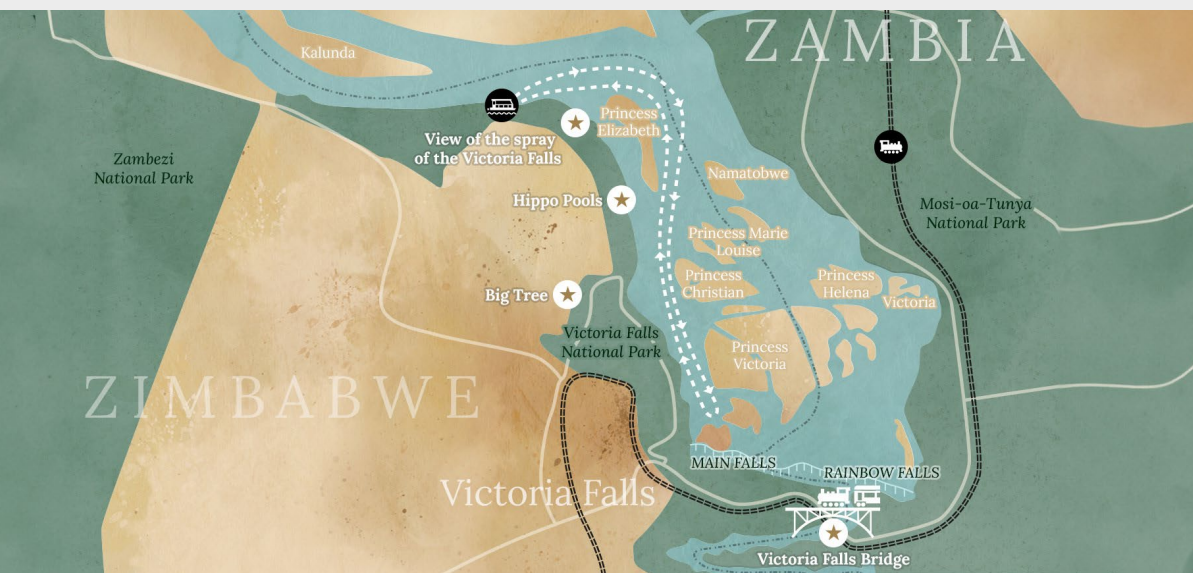 ZAMBIA
Kalunda
View of the spray
of the Victoria Falls
Princess
Elizabeth
Zambezi
National Park
Namatobwe
Hippo Pools
Mosi-oa-Tunya
National Park
Princess Marie
Louise
Princess
Christian
Princess
Helena
Victoria
Big Tree
Victoria Falls
National Park
Princess
Victoria
ZIMBABWE
MAIN FALLS
RAINBOW FALLS
Victoria Falls
Victoria Falls Bridge